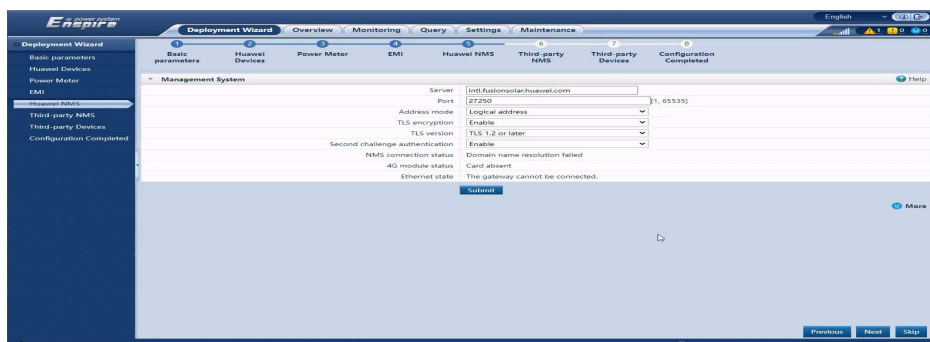 Enspire
English
Deployment Wizard Overview Monitoring Query Settings Maintenance
1 0 0
Deployment Wizard
Basic parameters
Huawei Devices
Power Meter
EMI
Huawei NMS
Third-party NMS
Third-party Devices
Configuration Completed
1 Basic parameters
2 Huawei Devices
3 Power Meter
4 EMI
5 Huawei NMS
6 Third-party NMS
7 Third-party Devices
8 Configuration Completed
Management System Help
Server intl.fusionsolar.huawei.com
Port 27250 [1, 65535]
Address mode Logical address
TLS encryption Enable
TLS version TLS 1.2 or later
Second challenge authentication Enable
NMS connection status Domain name resolution failed
4G module status Card absent
Ethernet state The gateway cannot be connected.
Submit
More
Previous Next Skip